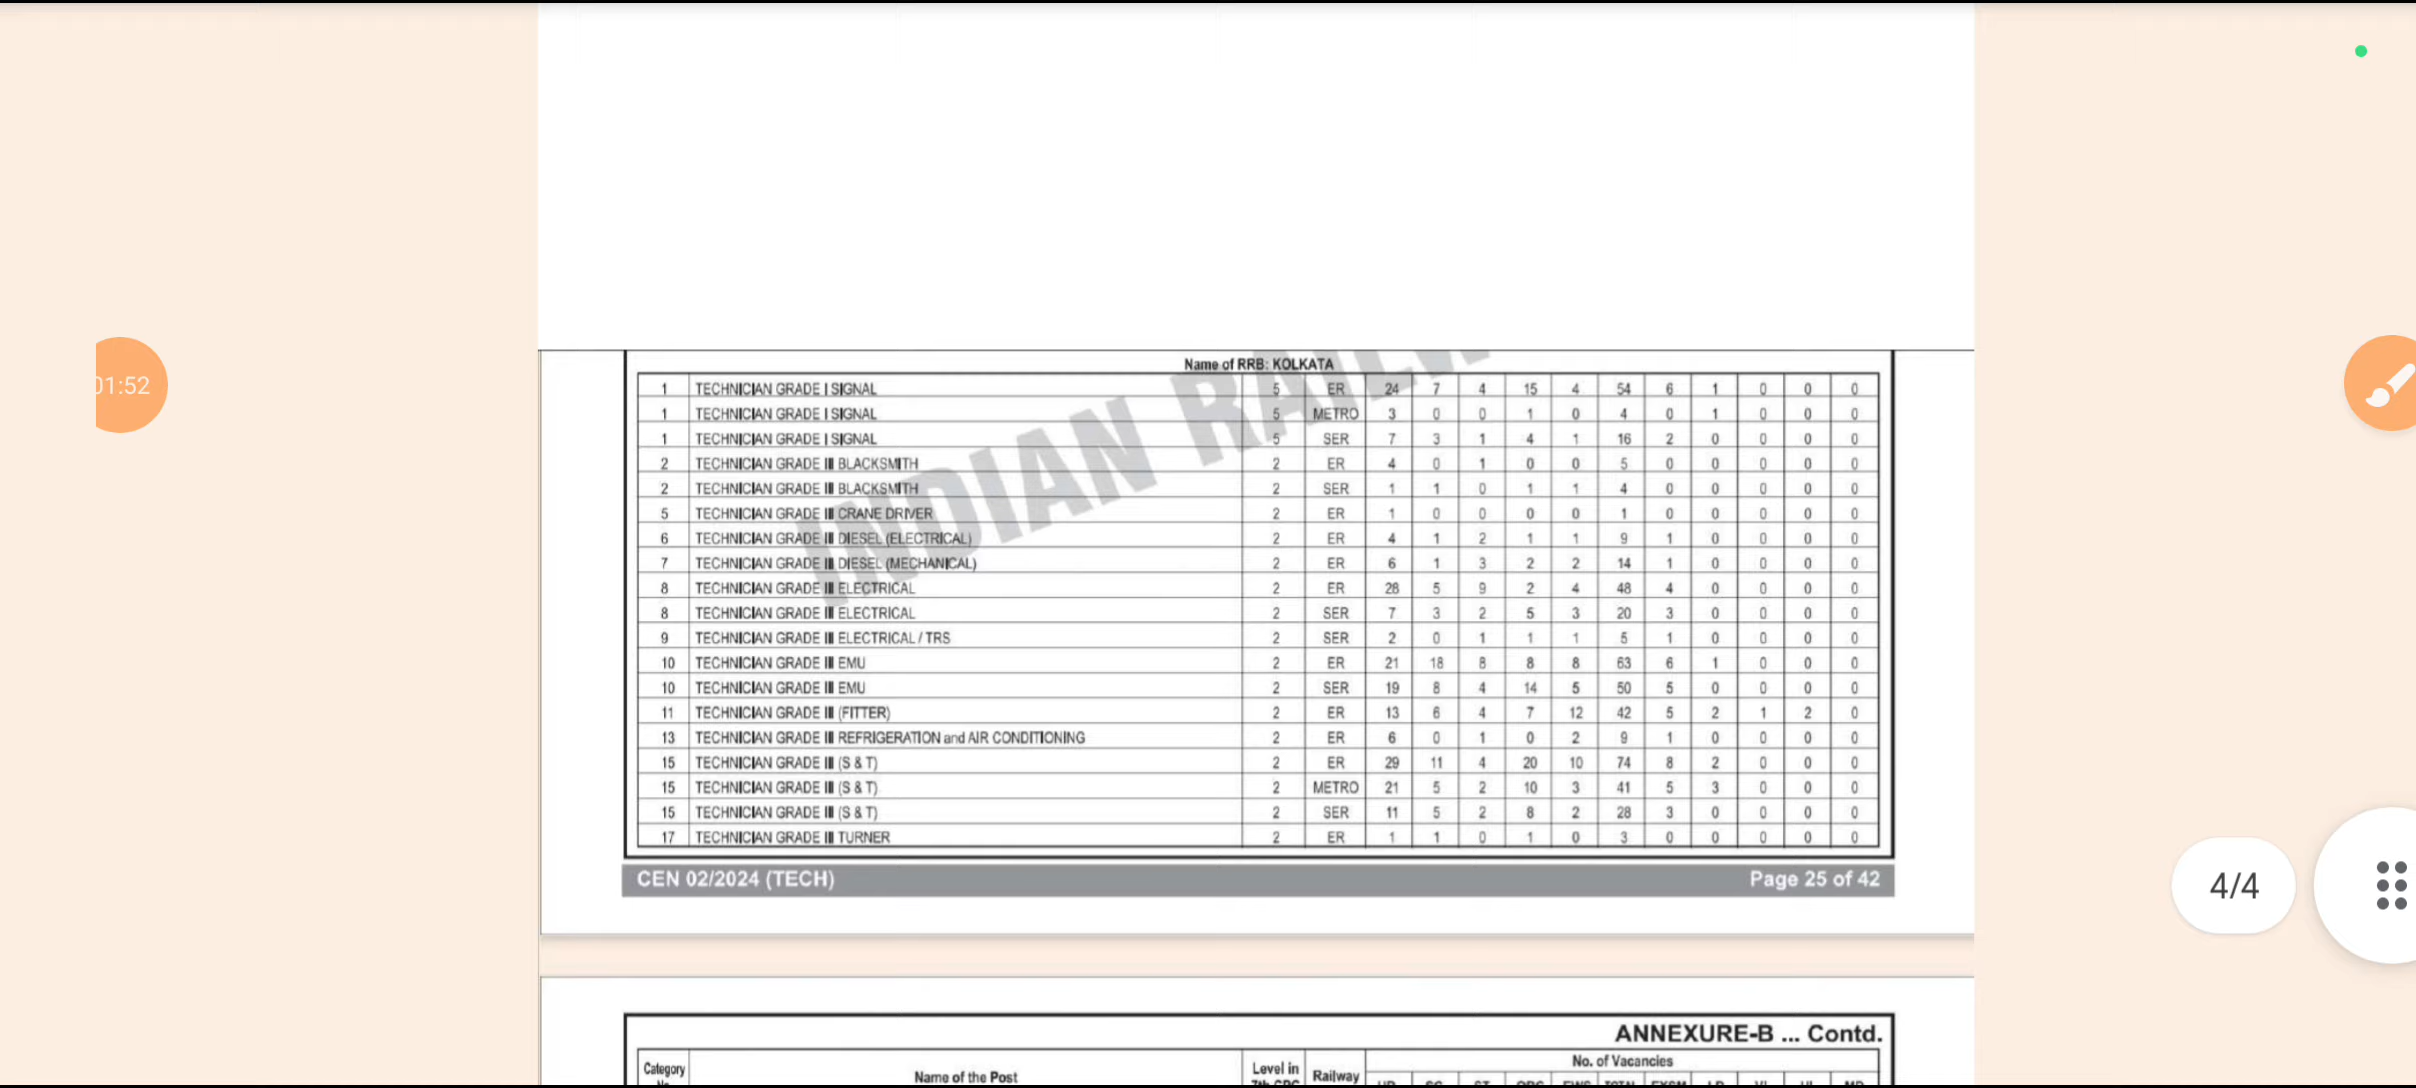 01:52
Name of RRB: KOLKATA
1 TECHNICIAN GRADE I SIGNAL 5 ER 24 7 4 15 4 54 6 1 0 0 0
1 TECHNICIAN GRADE I SIGNAL 5 METRO 3 0 0 1 0 4 0 1 0 0 0
1 TECHNICIAN GRADE I SIGNAL 5 SER 7 3 1 4 1 16 2 0 0 0 0
2 TECHNICIAN GRADE III BLACKSMITH 2 ER 4 0 1 0 0 5 0 0 0 0 0
2 TECHNICIAN GRADE III BLACKSMITH 2 SER 1 1 0 1 1 4 0 0 0 0 0
5 TECHNICIAN GRADE III CRANE DRIVER 2 ER 1 0 0 0 0 1 0 0 0 0 0
6 TECHNICIAN GRADE III DIESEL (ELECTRICAL) 2 ER 4 1 2 1 1 9 1 0 0 0 0
7 TECHNICIAN GRADE III DIESEL (MECHANICAL) 2 ER 6 1 3 2 2 14 1 0 0 0 0
8 TECHNICIAN GRADE III ELECTRICAL 2 ER 28 5 9 2 4 48 4 0 0 0 0
8 TECHNICIAN GRADE III ELECTRICAL 2 SER 7 3 2 5 3 20 3 0 0 0 0
9 TECHNICIAN GRADE III ELECTRICAL / TRS 2 SER 2 0 1 1 1 5 1 0 0 0 0
10 TECHNICIAN GRADE III EMU 2 ER 21 18 8 8 8 63 6 1 0 0 0
10 TECHNICIAN GRADE III EMU 2 SER 19 8 4 14 5 50 5 0 0 0 0
11 TECHNICIAN GRADE III (FITTER) 2 ER 13 6 4 7 12 42 5 2 1 2 0
13 TECHNICIAN GRADE III REFRIGERATION and AIR CONDITIONING 2 ER 6 0 1 0 2 9 1 0 0 0 0
15 TECHNICIAN GRADE III (S & T) 2 ER 29 11 4 20 10 74 8 2 0 0 0
15 TECHNICIAN GRADE III (S & T) 2 METRO 21 5 2 10 3 41 5 3 0 0 0
15 TECHNICIAN GRADE III (S & T) 2 SER 11 5 2 8 2 28 3 0 0 0 0
17 TECHNICIAN GRADE III TURNER 2 ER 1 1 0 1 0 3 0 0 0 0 0
INDIAN
CEN 02/2024 (TECH) Page 25 of 42
4/4
ANNEXURE-B ... Contd.
No. of Vacancies
Category Name of the Post Level in Railway